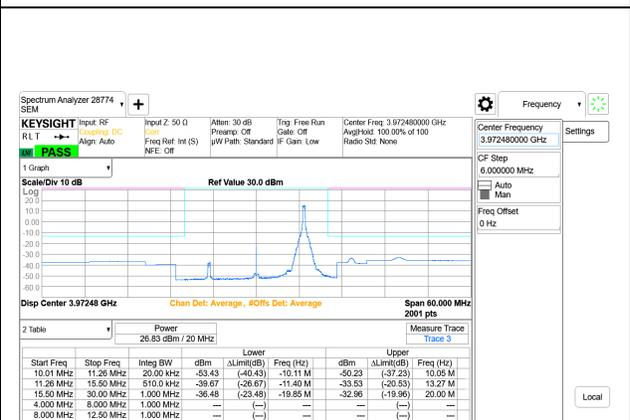 Spectrum Analyzer 28774
SEM
Frequency
KEYSIGHT
RLT
Align: Auto
PASS
Input: RF
Coupling: DC
Input Z: 50 Ω
Corr
Freq Ref: Int (S)
NFE: Off
Atten: 30 dB
Preamp: Off
µW Path: Standard
Trig: Free Run
Gate: Off
IF Gain: Low
Center Freq: 3.972480000 GHz
Avg|Hold: 100.00% of 100
Radio Std: None
Center Frequency
3.972480000 GHz
Settings
CF Step
6.000000 MHz
Auto
Man
Freq Offset
0 Hz
1 Graph
Scale/Div 10 dB
Ref Value 30.0 dBm
Log
20.0
10.0
0.00
-10.0
-20.0
-30.0
-40.0
-50.0
-60.0
Disp Center 3.97248 GHz
Chan Det: Average, #Offs Det: Average
Span 60.000 MHz
2001 pts
2 Table
Power
26.83 dBm / 20 MHz
Measure Trace
Trace 3
Lower Upper
Start Freq Stop Freq Integ BW dBm ΔLimit(dB) Freq (Hz) dBm ΔLimit(dB) Freq (Hz)
10.01 MHz 11.26 MHz 20.00 kHz -53.43 (-40.43) -10.11 M -50.23 (-37.23) 10.05 M
11.26 MHz 15.50 MHz 510.0 kHz -39.67 (-26.67) -11.40 M -33.53 (-20.53) 13.27 M
15.50 MHz 30.00 MHz 1.000 MHz -36.48 (-23.48) -19.85 M -32.96 (-19.96) 20.00 M
4.000 MHz 8.000 MHz 1.000 MHz --- (---) --- --- (---) ---
8.000 MHz 12.50 MHz 1.000 MHz --- (---) --- --- (---) ---
Local